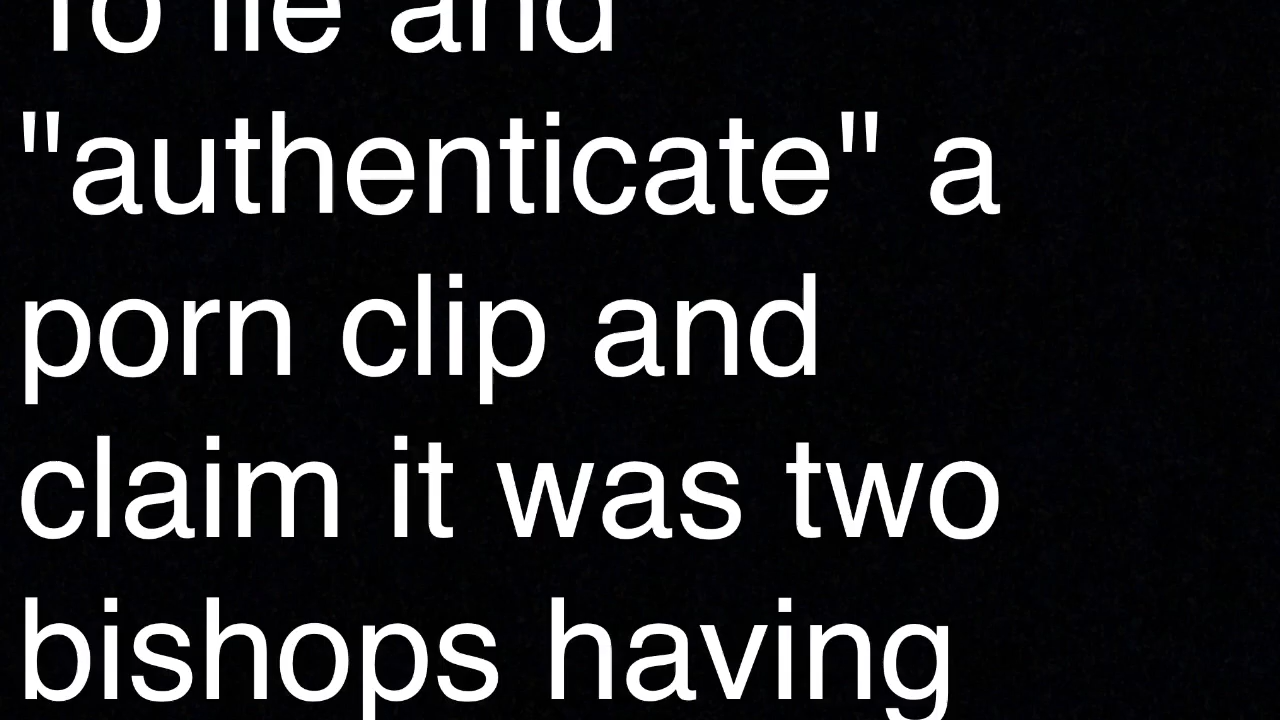 To lie and
"authenticate" a
porn clip and
claim it was two
bishops having